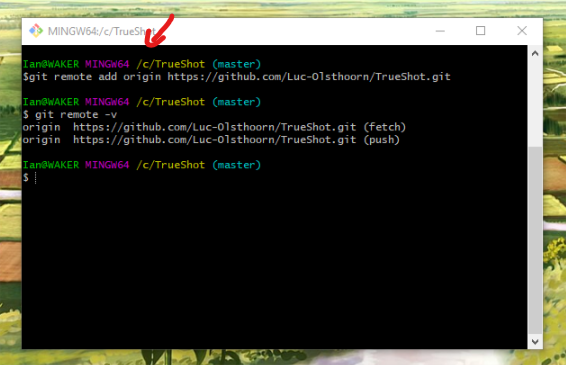 MINGW64:/c/TrueShot
Ian@WAKER MINGW64 /c/TrueShot (master)
$git remote add origin https://github.com/Luc-Olsthoorn/TrueShot.git
Ian@WAKER MINGW64 /c/TrueShot (master)
$ git remote -v
origin  https://github.com/Luc-Olsthoorn/TrueShot.git (fetch)
origin  https://github.com/Luc-Olsthoorn/TrueShot.git (push)
Ian@WAKER MINGW64 /c/TrueShot (master)
$